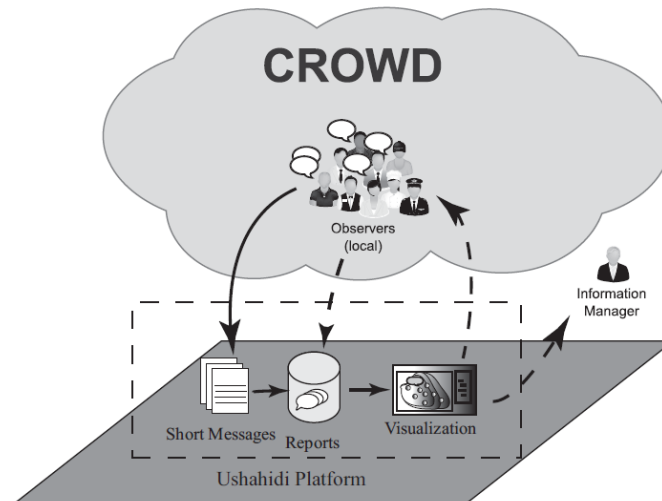 CROWD
Observers
(local)
Information
Manager
Short Messages
Reports
Visualization
Ushahidi Platform